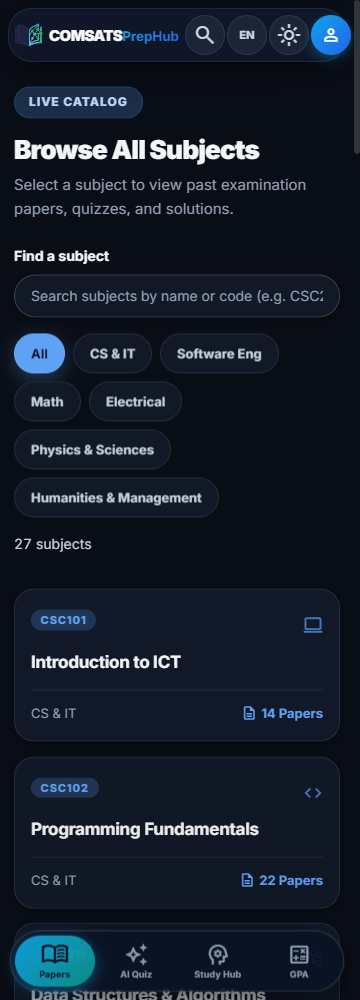 COMSATSPrepHub
EN
LIVE CATALOG
Browse All Subjects
Select a subject to view past examination
papers, quizzes, and solutions.
Find a subject
Search subjects by name or code (e.g. CSC2
All
CS & IT
Software Eng
Math
Electrical
Physics & Sciences
Humanities & Management
27 subjects
CSC101
Introduction to ICT
CS & IT
14 Papers
CSC102
Programming Fundamentals
CS & IT
22 Papers
Data Structures & Algorithms
Papers
AI Quiz
Study Hub
GPA